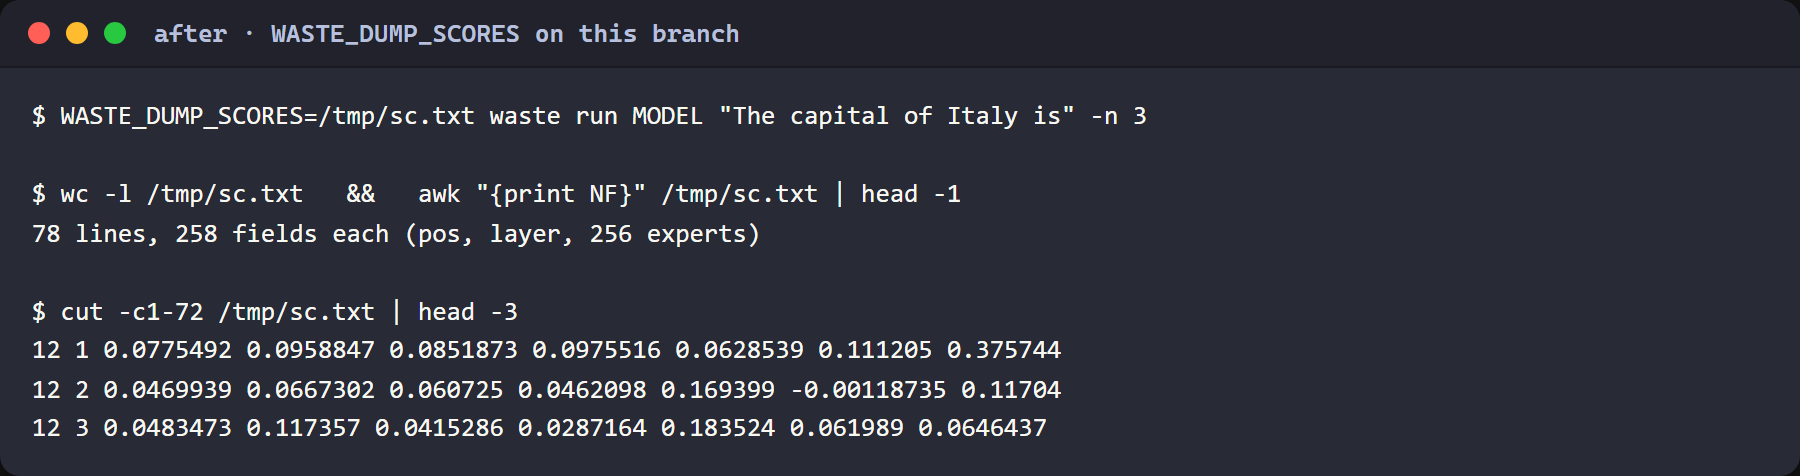 after · WASTE_DUMP_SCORES on this branch
$ WASTE_DUMP_SCORES=/tmp/sc.txt waste run MODEL "The capital of Italy is" -n 3
$ wc -l /tmp/sc.txt   &&   awk "{print NF}" /tmp/sc.txt | head -1
78 lines, 258 fields each (pos, layer, 256 experts)
$ cut -c1-72 /tmp/sc.txt | head -3
12 1 0.0775492 0.0958847 0.0851873 0.0975516 0.0628539 0.111205 0.375744
12 2 0.0469939 0.0667302 0.060725 0.0462098 0.169399 -0.00118735 0.11704
12 3 0.0483473 0.117357 0.0415286 0.0287164 0.183524 0.061989 0.0646437